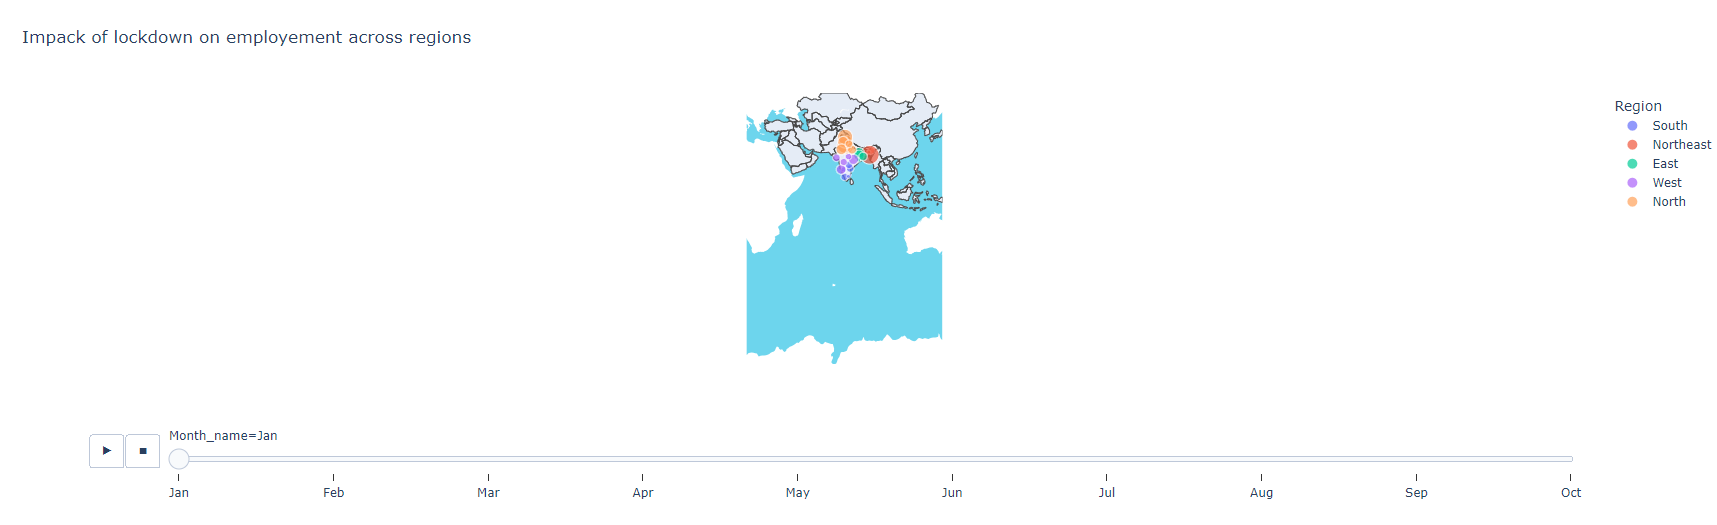 Impack of lockdown on employement across regions
Region
South
Northeast
East
West
North
Month_name=Jan
Jan Feb Mar Apr May Jun Jul Aug Sep Oct